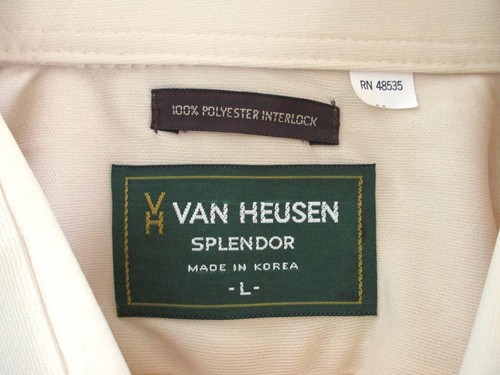 RN 48535
100% POLYESTER INTERLOCK
VH VAN HEUSEN
SPLENDOR
MADE IN KOREA
-L-